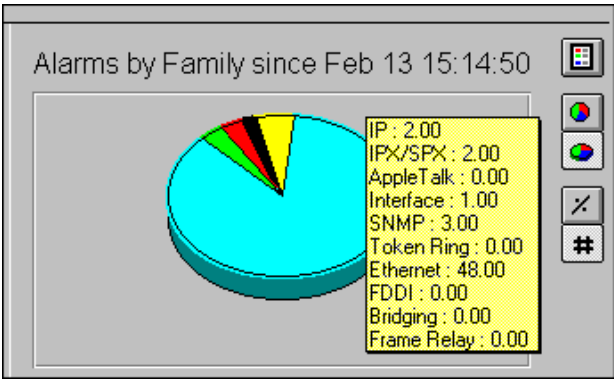 Alarms by Family since Feb 13 15:14:50
IP : 2.00
IPX/SPX : 2.00
AppleTalk : 0.00
Interface : 1.00
SNMP : 3.00
Token Ring : 0.00
Ethernet : 48.00
FDDI : 0.00
Bridging : 0.00
Frame Relay : 0.00
%
#